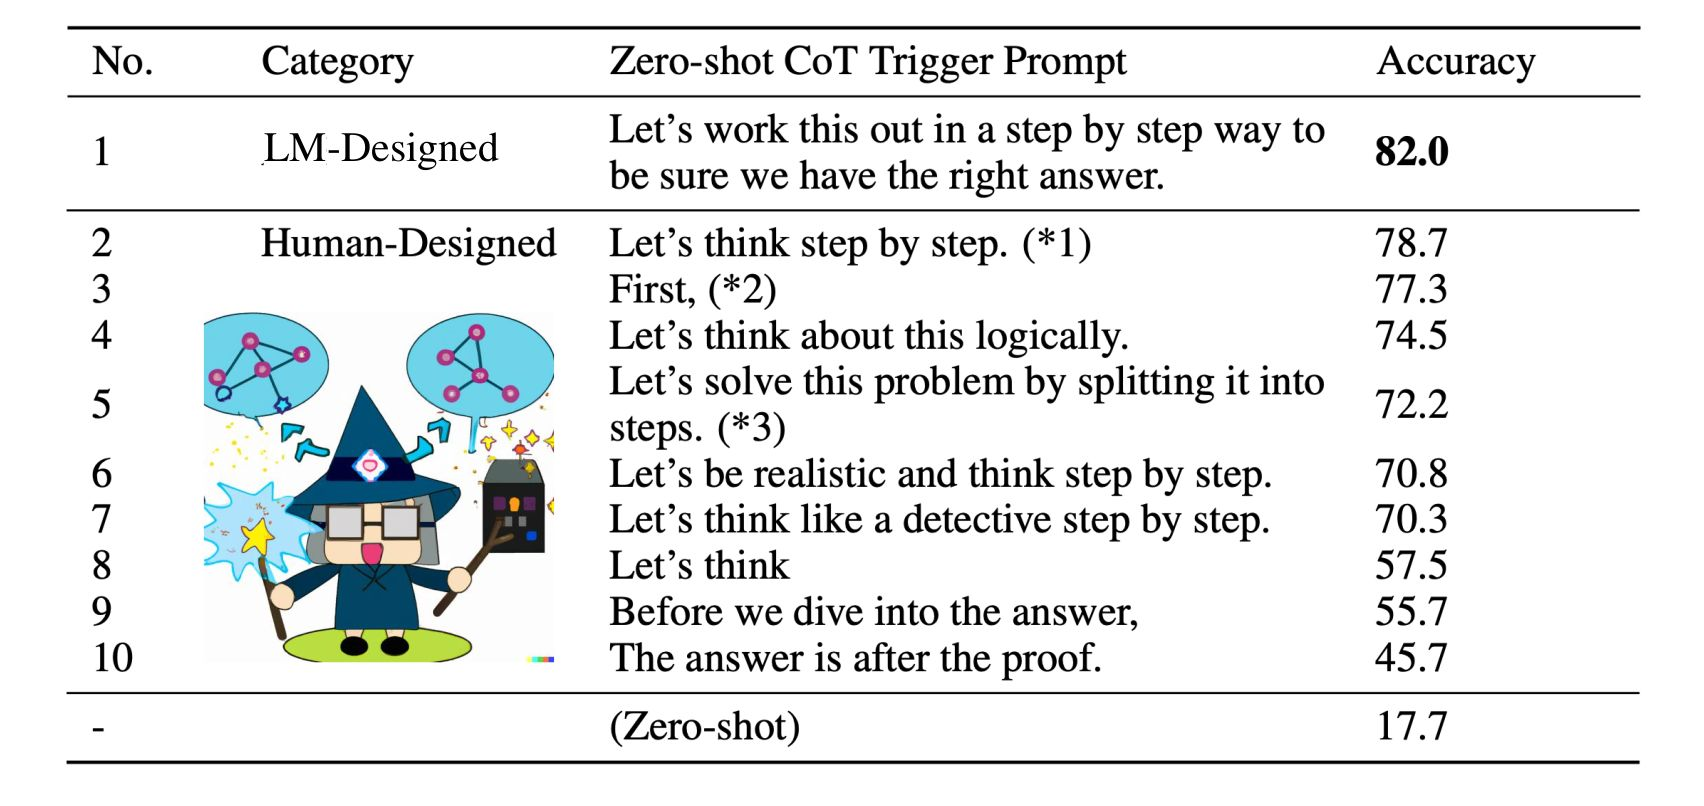 No. Category Zero-shot CoT Trigger Prompt Accuracy
1 LM-Designed Let’s work this out in a step by step way to be sure we have the right answer. 82.0
2 Human-Designed Let’s think step by step. (*1) 78.7
3 First, (*2) 77.3
4 Let’s think about this logically. 74.5
5 Let’s solve this problem by splitting it into steps. (*3) 72.2
6 Let’s be realistic and think step by step. 70.8
7 Let’s think like a detective step by step. 70.3
8 Let’s think 57.5
9 Before we dive into the answer, 55.7
10 The answer is after the proof. 45.7
- (Zero-shot) 17.7